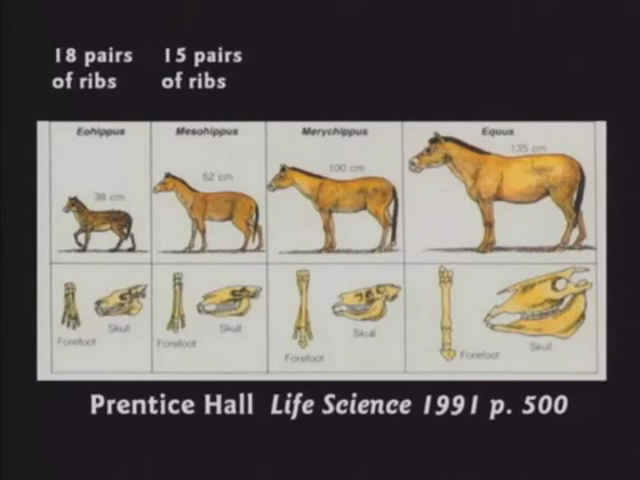 18 pairs 15 pairs
of ribs of ribs
Eohippus Mesohippus Merychippus Equus
38 cm 52 cm 100 cm 135 cm
Forefoot Skull Forefoot Skull Forefoot Skull Forefoot Skull
Prentice Hall Life Science 1991 p. 500